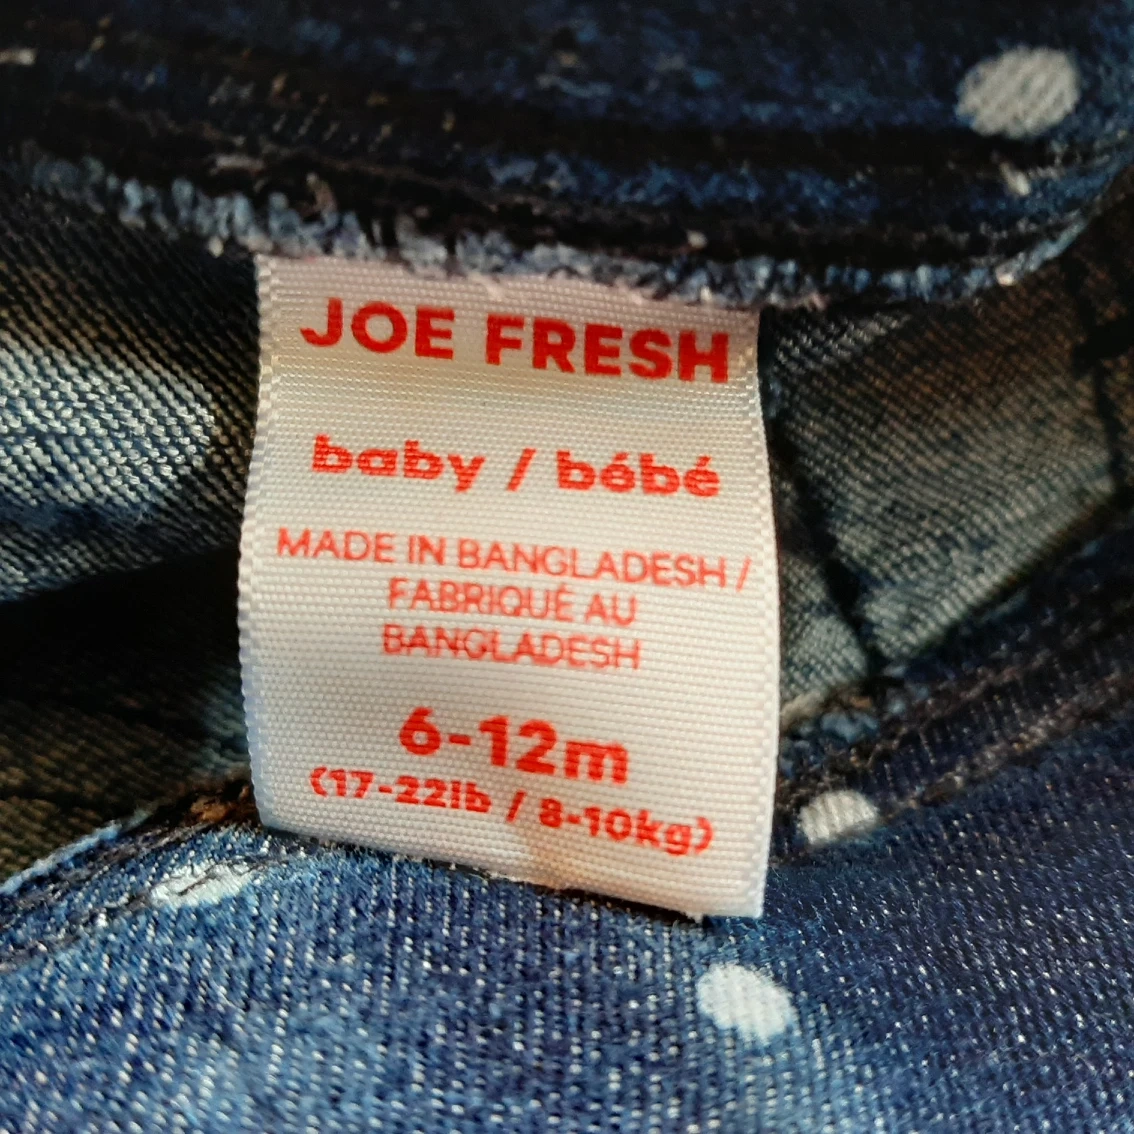 JOE FRESH
baby / bébé
MADE IN BANGLADESH /
FABRIQUÉ AU
BANGLADESH
6-12m
(17-22lb / 8-10kg)